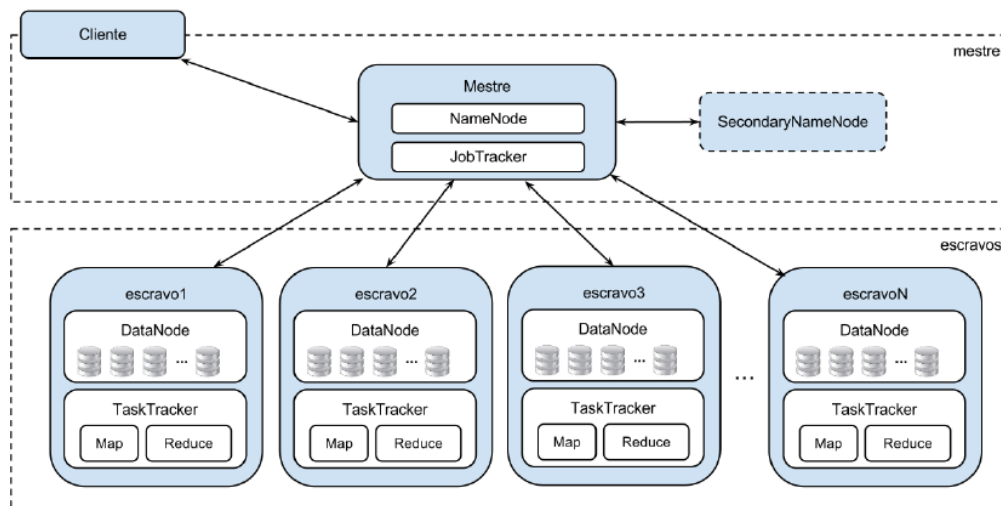 Cliente
mestre
Mestre
NameNode
JobTracker
SecondaryNameNode
escravos
escravo1
DataNode
...
TaskTracker
Map
Reduce
escravo2
DataNode
...
TaskTracker
Map
Reduce
escravo3
DataNode
...
TaskTracker
Map
Reduce
...
escravoN
DataNode
...
TaskTracker
Map
Reduce